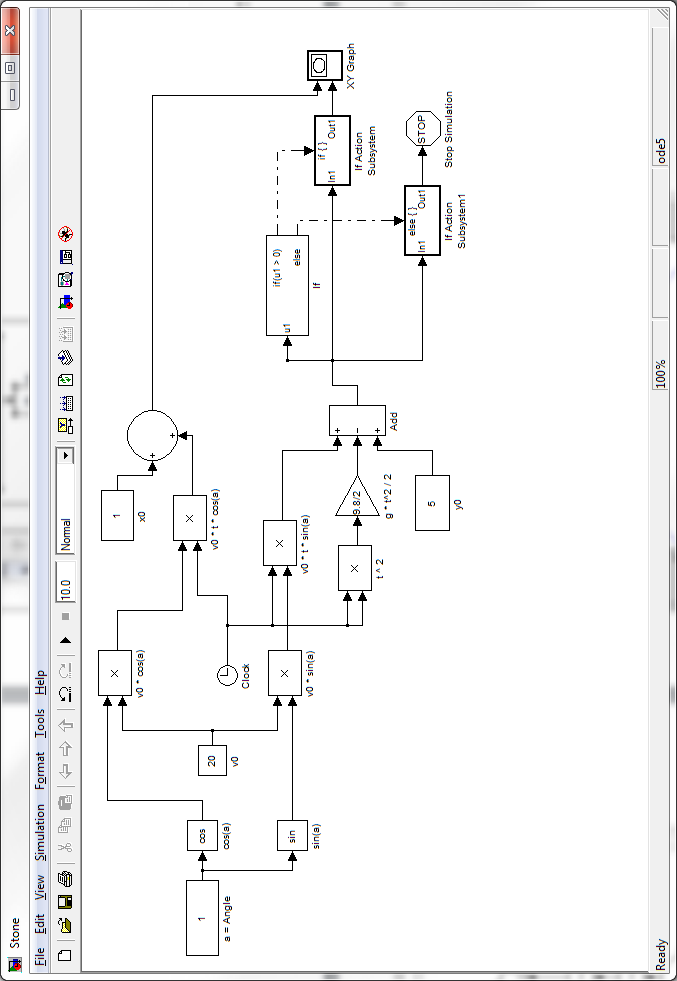 Stone
File Edit View Simulation Format Tools Help
10.0
Normal
1
a = Angle
cos
cos(a)
sin
sin(a)
20
v0
×
v0 * cos(a)
Clock
×
v0 * sin(a)
1
x0
×
v0 * t * cos(a)
×
v0 * t * sin(a)
×
t ^ 2
9.8/2
g * t^2 / 2
5
y0
+
+
+
−
+
Add
u1
if(u1 > 0)
else
If
if { }
In1
Out1
If Action
Subsystem
else { }
In1
Out1
If Action
Subsystem1
XY Graph
STOP
Stop Simulation
Ready
100%
ode5